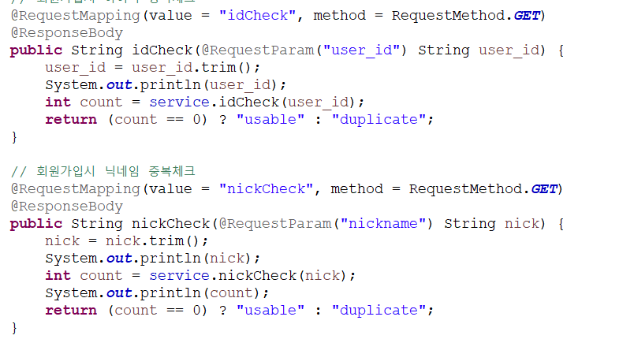 @RequestMapping(value = "idCheck", method = RequestMethod.GET)
@ResponseBody
public String idCheck(@RequestParam("user_id") String user_id) {
    user_id = user_id.trim();
    System.out.println(user_id);
    int count = service.idCheck(user_id);
    return (count == 0) ? "usable" : "duplicate";
}

// 회원가입시 닉네임 중복체크
@RequestMapping(value = "nickCheck", method = RequestMethod.GET)
@ResponseBody
public String nickCheck(@RequestParam("nickname") String nick) {
    nick = nick.trim();
    System.out.println(nick);
    int count = service.nickCheck(nick);
    System.out.println(count);
    return (count == 0) ? "usable" : "duplicate";
}